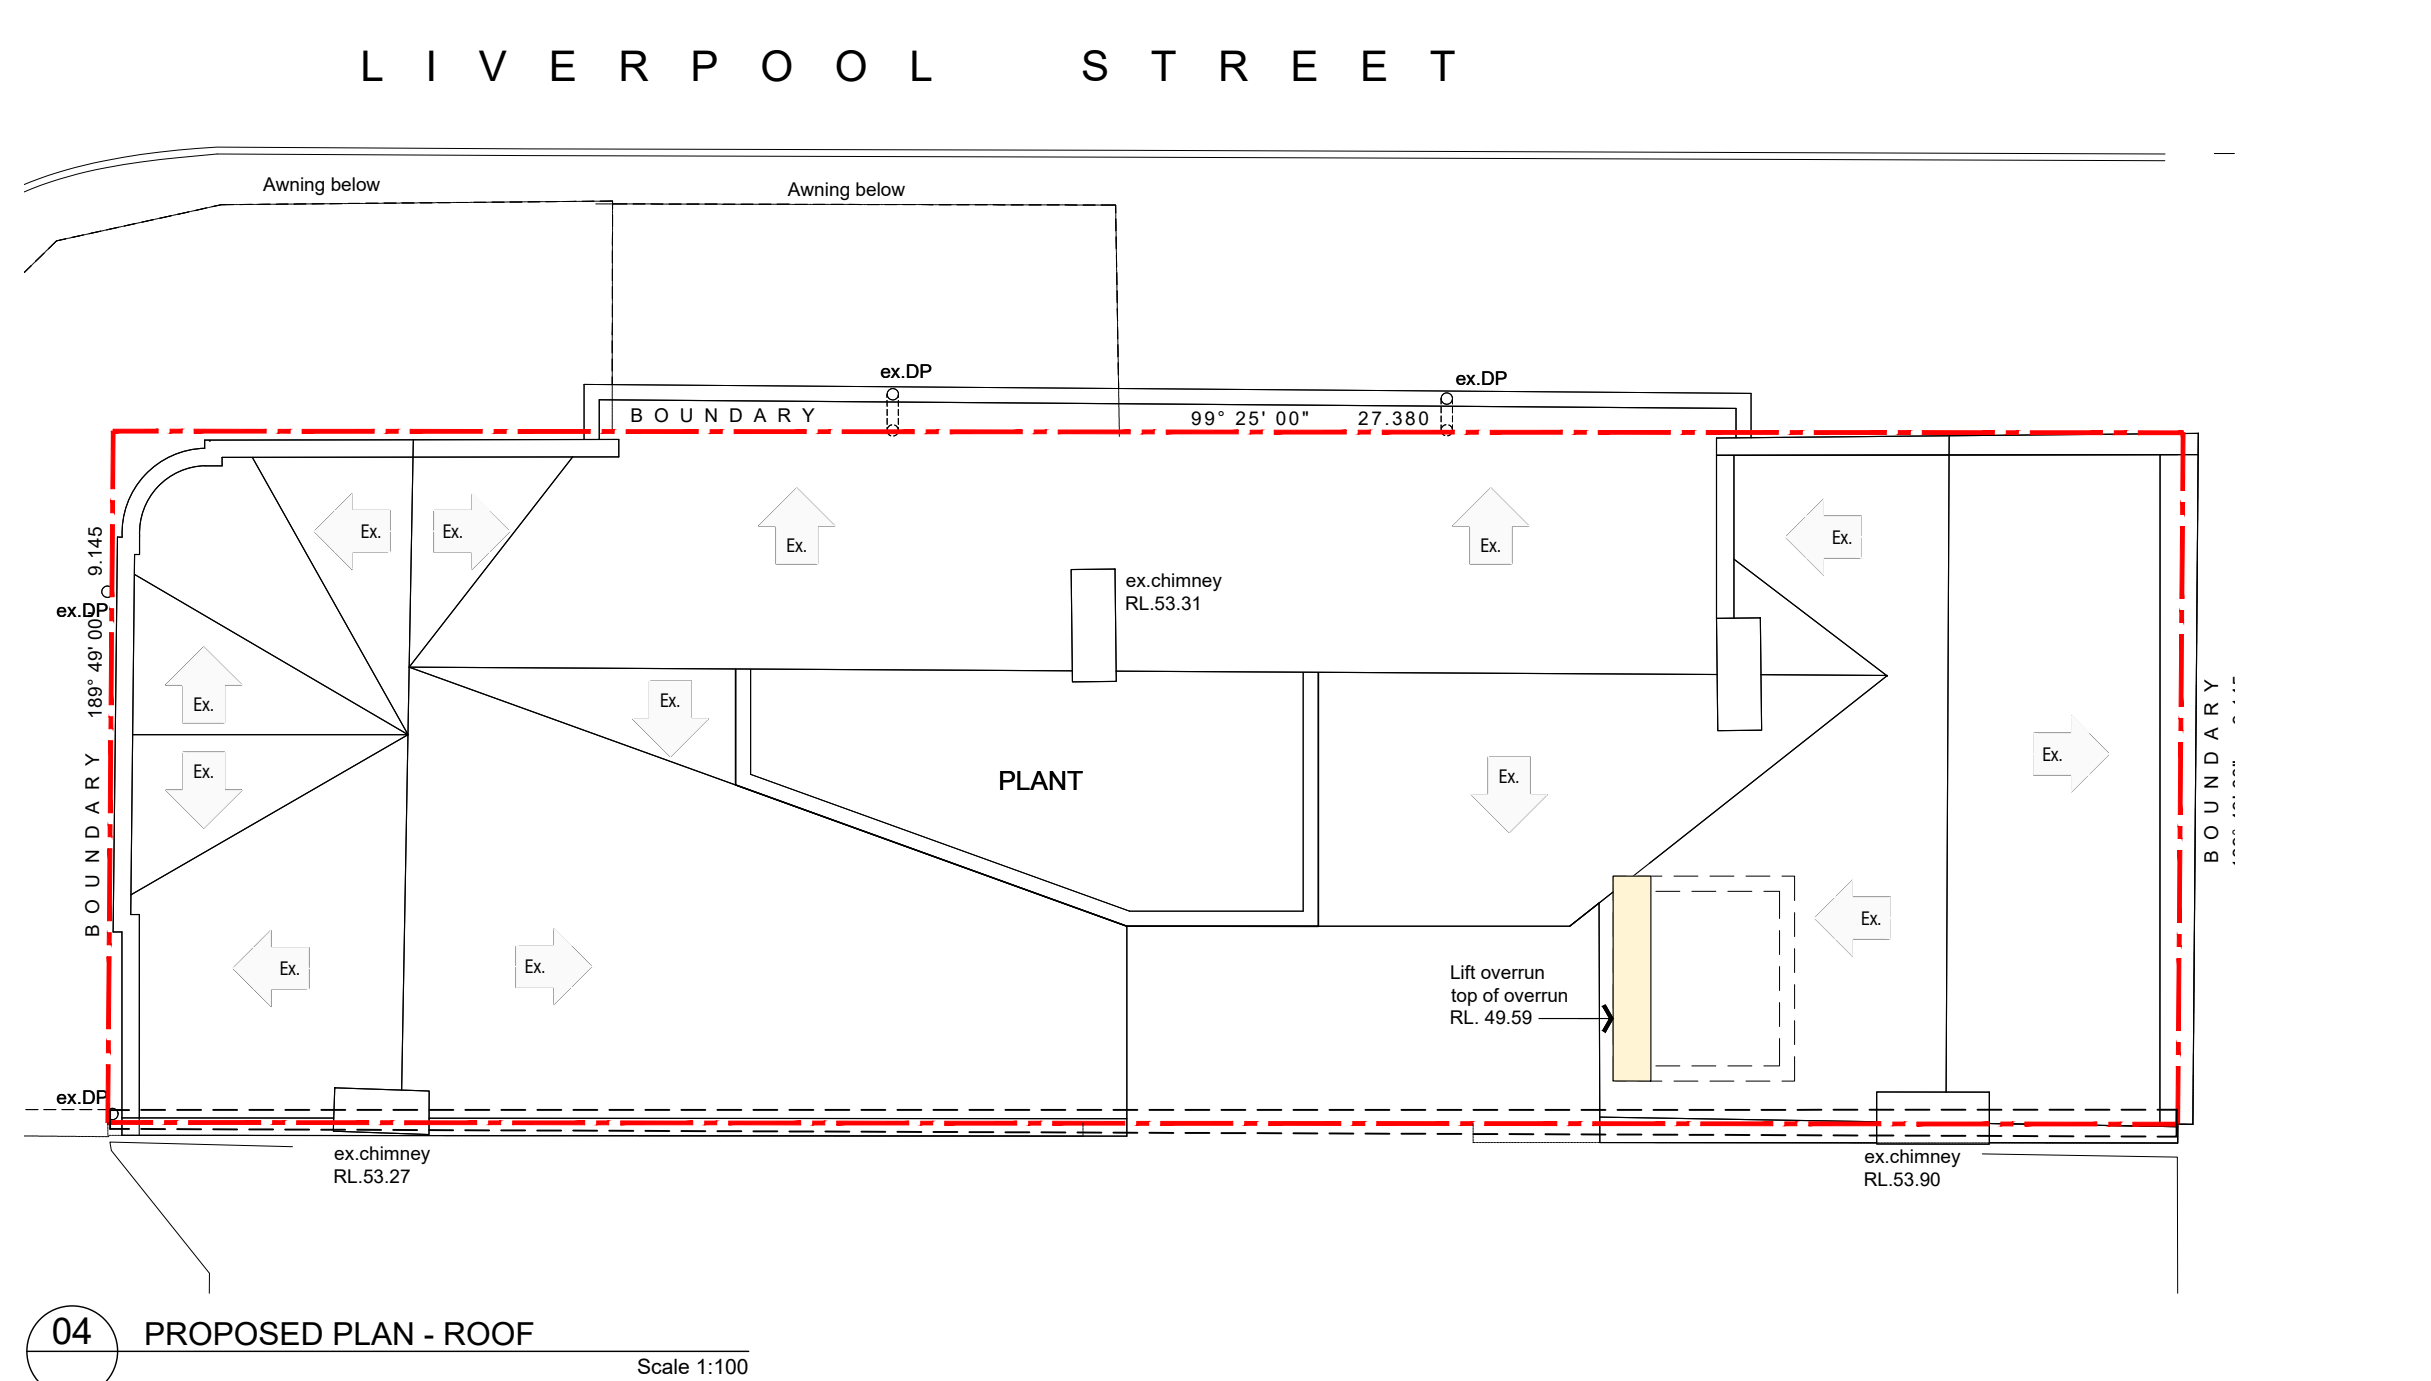 LIVERPOOL STREET
Awning below
Awning below
ex.DP
ex.DP
BOUNDARY
99° 25' 00" 27.380
Ex.
Ex.
Ex.
Ex.
Ex.
9.145
ex.DP
189° 49' 00"
BOUNDARY
ex.chimney
RL.53.31
Ex.
Ex.
Ex.
Ex.
Ex.
PLANT
BOUNDARY
Ex.
Ex.
Ex.
Ex.
Lift overrun
top of overrun
RL. 49.59
ex.DP
ex.chimney
RL.53.27
ex.chimney
RL.53.90
04
PROPOSED PLAN - ROOF
Scale 1:100